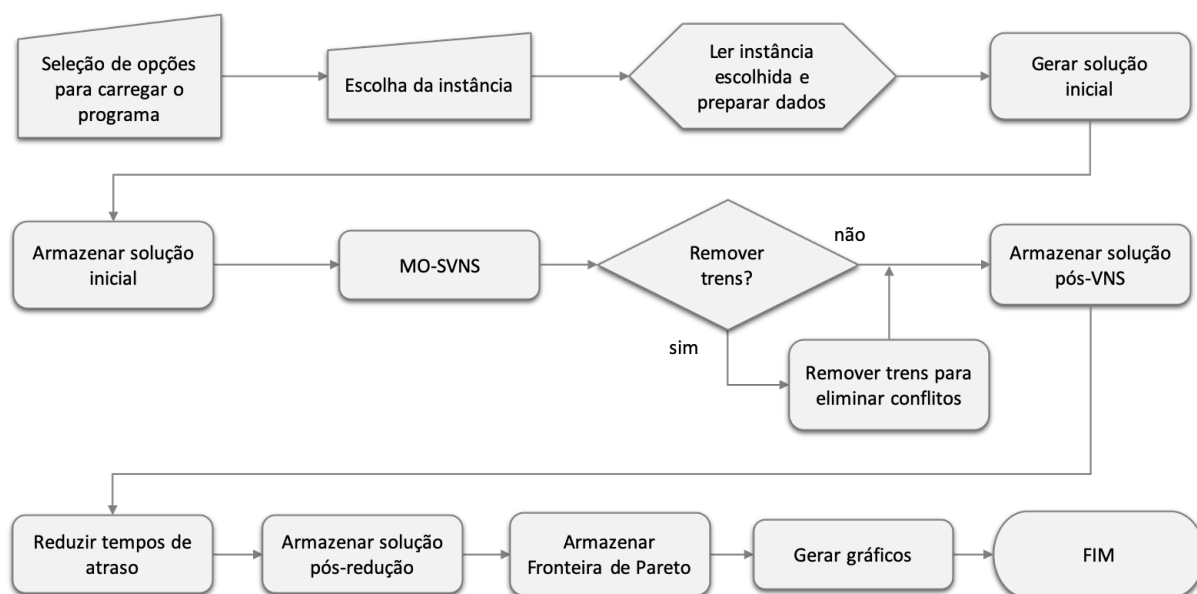 Seleção de opções
para carregar o
programa
Escolha da instância
Ler instância
escolhida e
preparar dados
Gerar solução
inicial
Armazenar solução
inicial
MO-SVNS
Remover
trens?
não
sim
Remover trens para
eliminar conflitos
Armazenar solução
pós-VNS
Reduzir tempos de
atraso
Armazenar solução
pós-redução
Armazenar
Fronteira de Pareto
Gerar gráficos
FIM